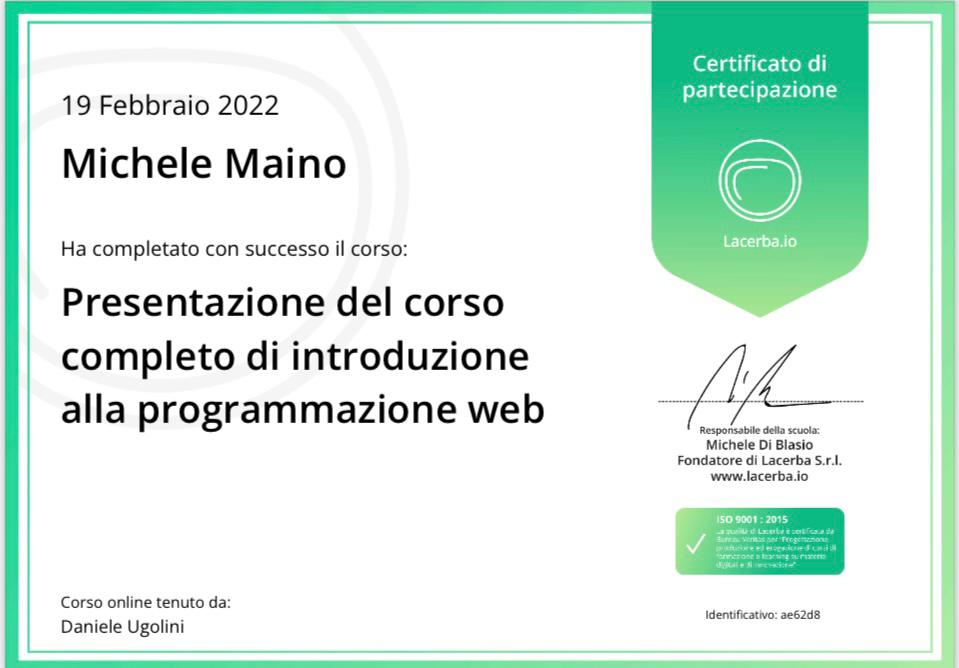 19 Febbraio 2022
Michele Maino
Ha completato con successo il corso:
Presentazione del corso
completo di introduzione
alla programmazione web
Corso online tenuto da:
Daniele Ugolini
Certificato di
partecipazione
Lacerba.io
Responsabile della scuola:
Michele Di Blasio
Fondatore di Lacerba S.r.l.
www.lacerba.io
ISO 9001 : 2015
La qualità di Lacerba è certificata da
Bureau Veritas per "Progettazione,
produzione ed erogazione di corsi di
formazione e-learning su materie
digitali e di innovazione"
Identificativo: ae62d8